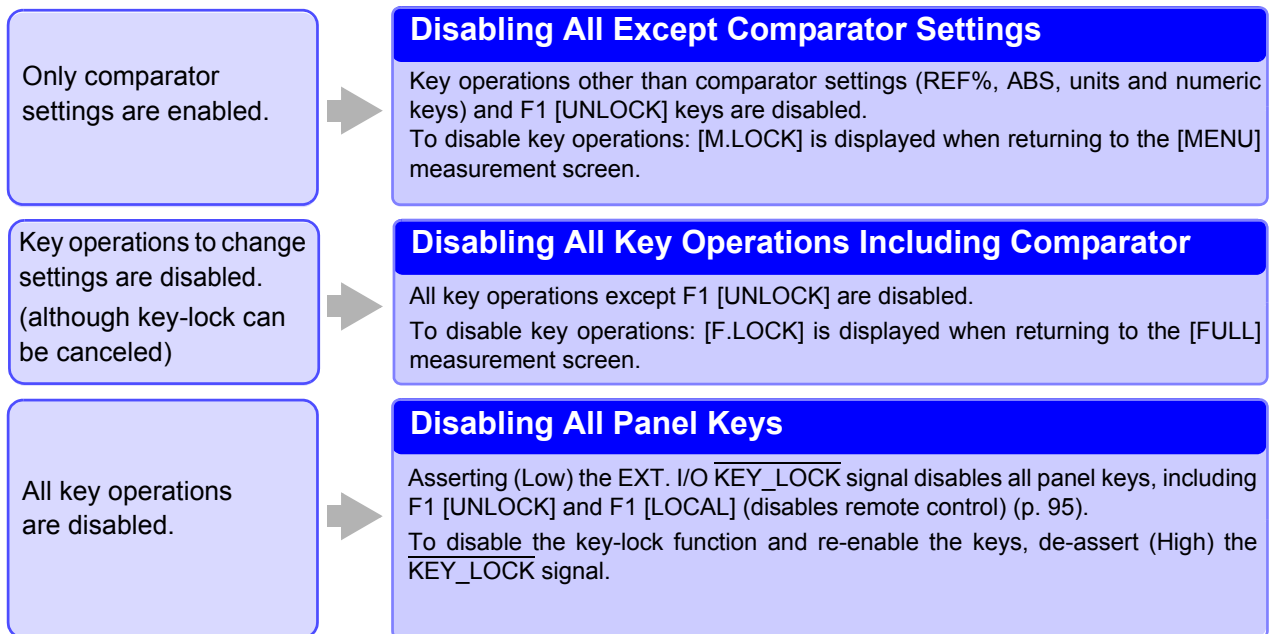 Only comparator
settings are enabled.
Disabling All Except Comparator Settings
Key operations other than comparator settings (REF%, ABS, units and numeric
keys) and F1 [UNLOCK] keys are disabled.
To disable key operations: [M.LOCK] is displayed when returning to the [MENU]
measurement screen.
Key operations to change
settings are disabled.
(although key-lock can
be canceled)
Disabling All Key Operations Including Comparator
All key operations except F1 [UNLOCK] are disabled.
To disable key operations: [F.LOCK] is displayed when returning to the [FULL]
measurement screen.
All key operations
are disabled.
Disabling All Panel Keys
Asserting (Low) the EXT. I/O KEY_LOCK signal disables all panel keys, including
F1 [UNLOCK] and F1 [LOCAL] (disables remote control) (p. 95).
To disable the key-lock function and re-enable the keys, de-assert (High) the
KEY_LOCK signal.